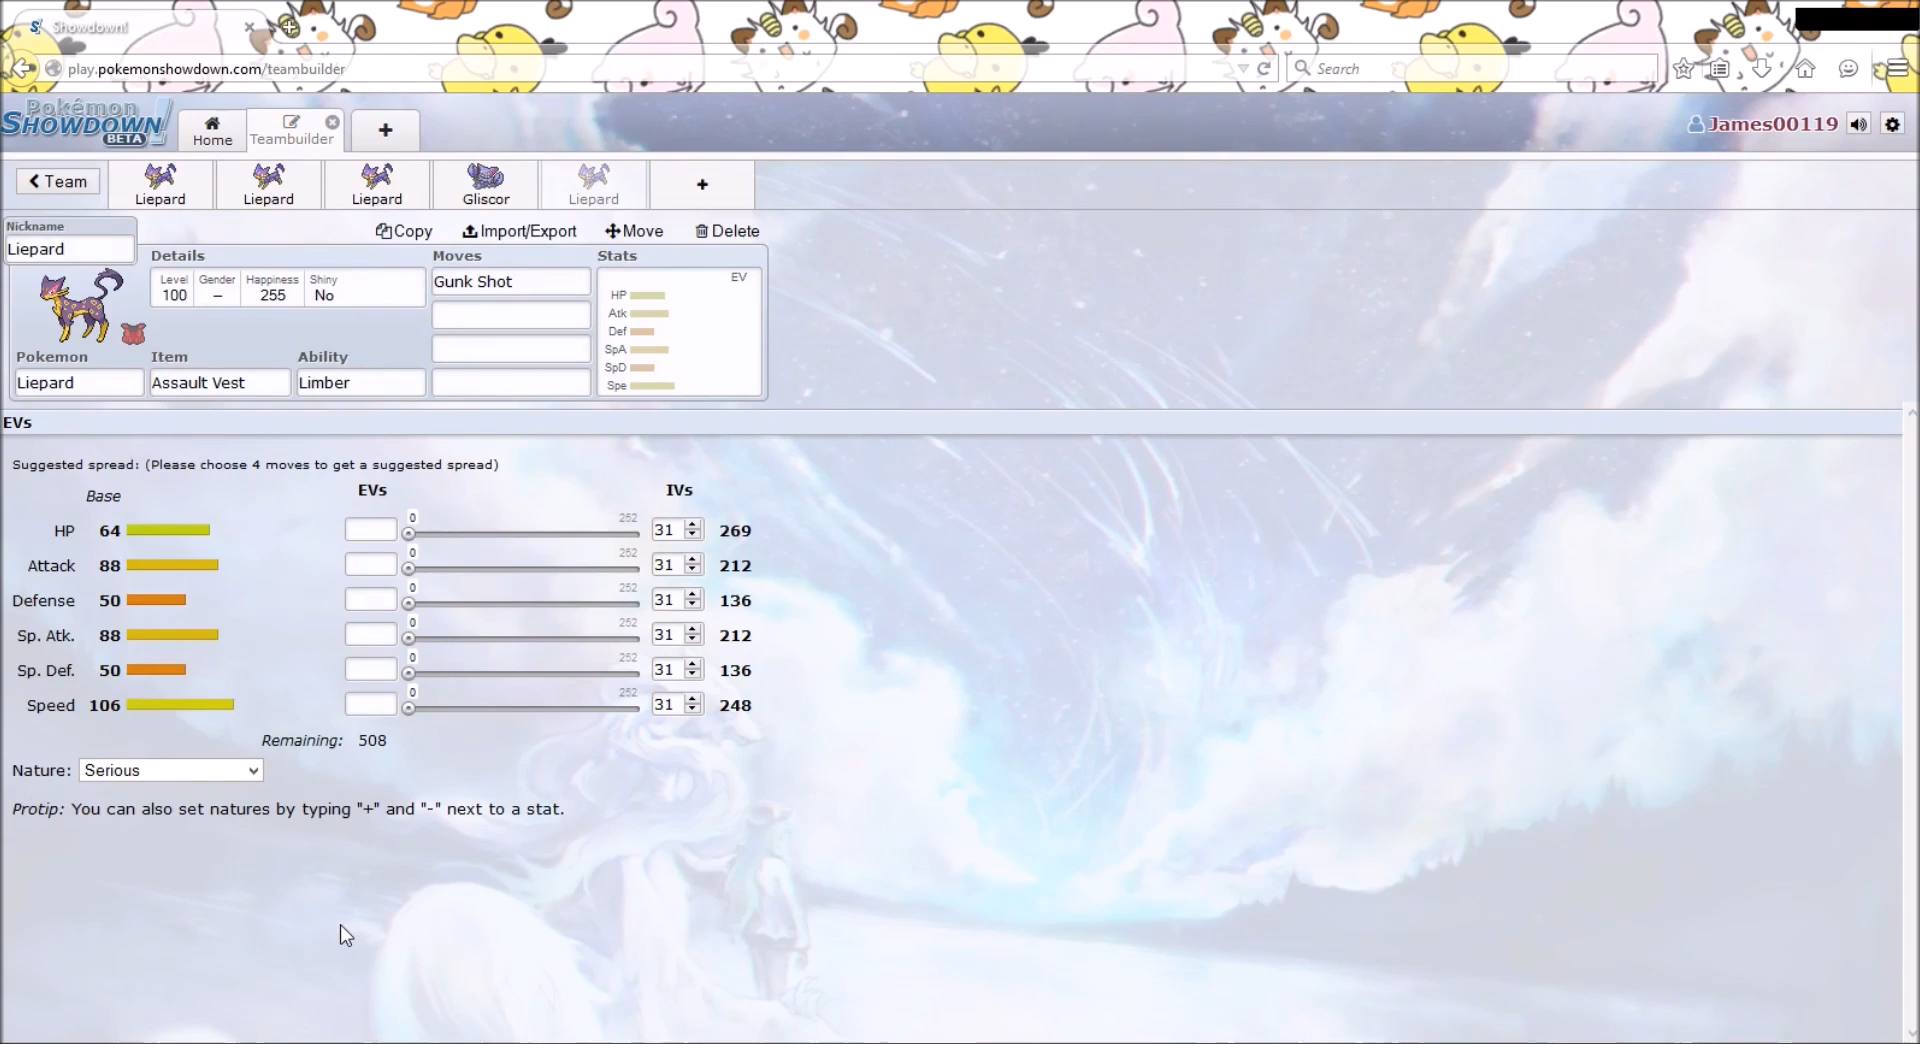 Showdown!
play.pokemonshowdown.com/teambuilder
Search
Pokémon
SHOWDOWN!
BETA
Home
Teambuilder
+
James00119
Team
Liepard
Liepard
Liepard
Gliscor
Liepard
+
Nickname
Liepard
Copy
Import/Export
Move
Delete
Details
Level
100
Gender
–
Happiness
255
Shiny
No
Moves
Gunk Shot
Stats
EV
HP
Atk
Def
SpA
SpD
Spe
Pokemon
Liepard
Item
Assault Vest
Ability
Limber
EVs
Suggested spread: (Please choose 4 moves to get a suggested spread)
Base EVs IVs
HP 64 0 252 31 269
Attack 88 0 252 31 212
Defense 50 0 252 31 136
Sp. Atk. 88 0 252 31 212
Sp. Def. 50 0 252 31 136
Speed 106 0 252 31 248
Remaining: 508
Nature: Serious
Protip: You can also set natures by typing "+" and "-" next to a stat.